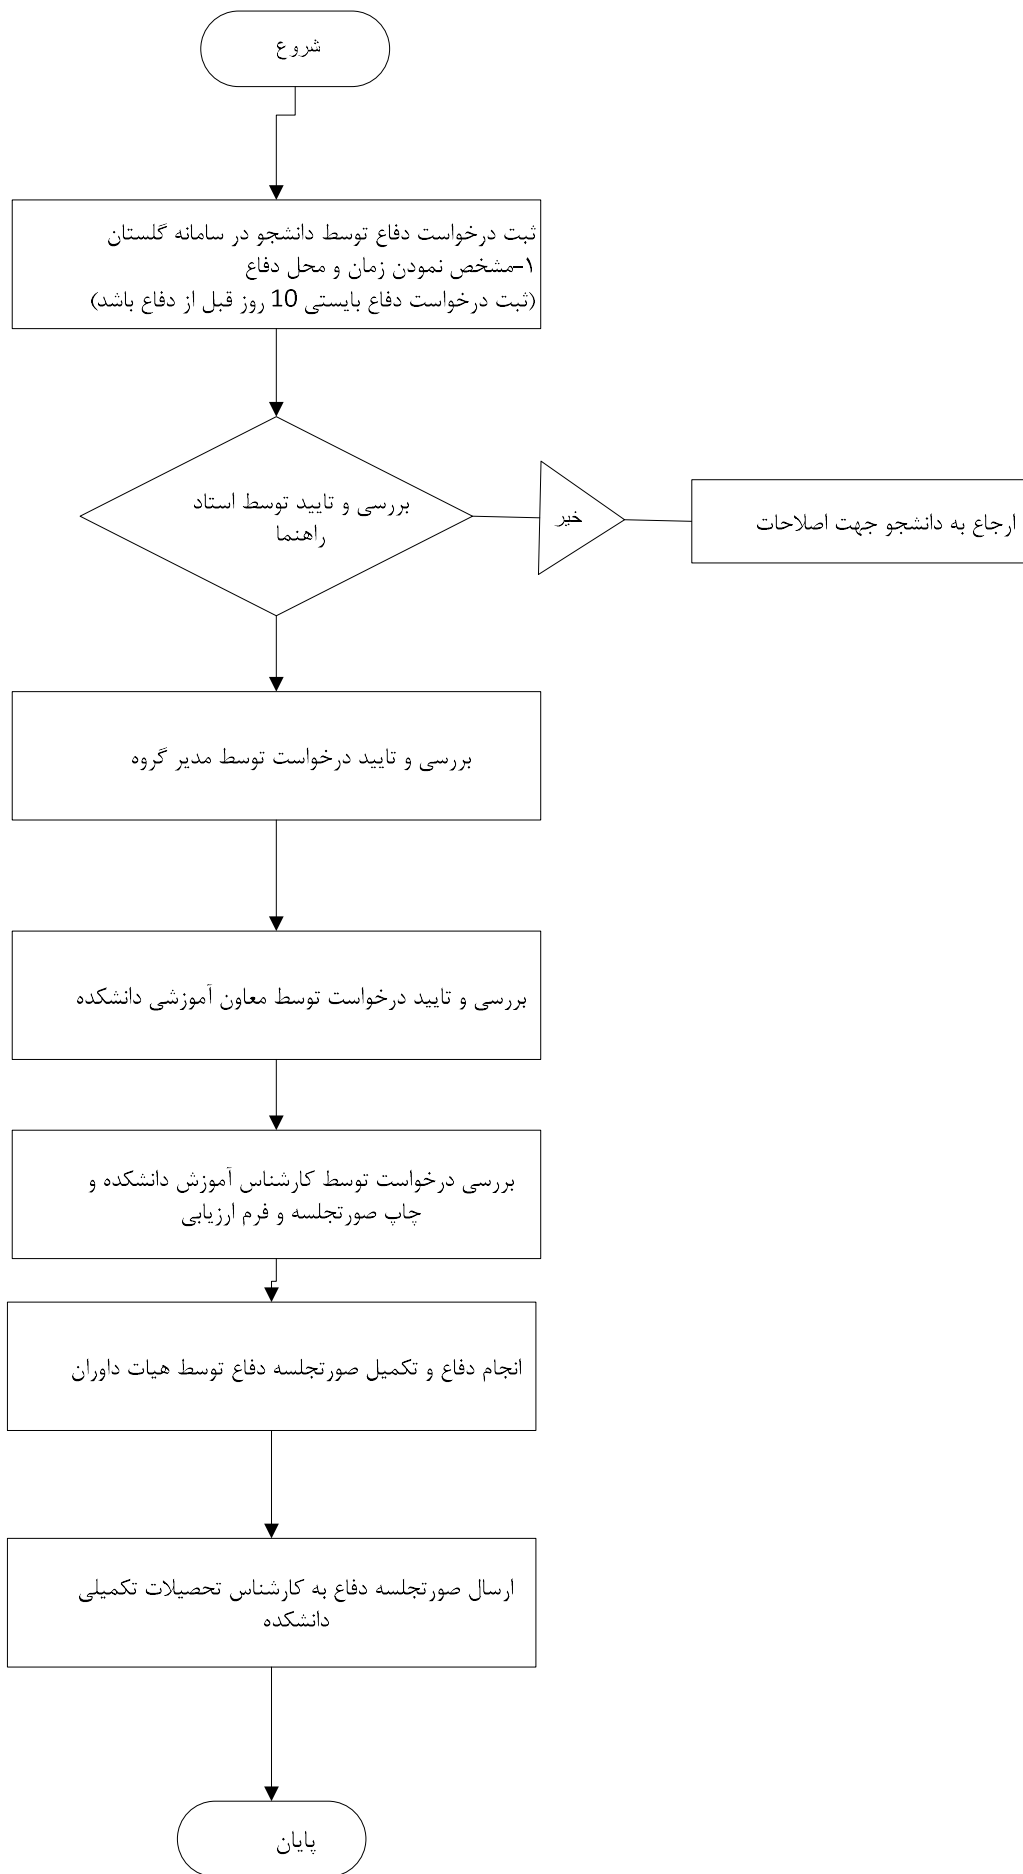 شروع
ثبت درخواست دفاع توسط دانشجو در سامانه گلستان
۱-مشخص نمودن زمان و محل دفاع
(ثبت درخواست دفاع بایستی 10 روز قبل از دفاع باشد)
بررسی و تایید توسط استاد
راهنما
خیر
ارجاع به دانشجو جهت اصلاحات
بررسی و تایید درخواست توسط مدیر گروه
بررسی و تایید درخواست توسط معاون آموزشی دانشکده
بررسی درخواست توسط کارشناس آموزش دانشکده و
چاپ صورتجلسه و فرم ارزیابی
انجام دفاع و تکمیل صورتجلسه دفاع توسط هیات داوران
ارسال صورتجلسه دفاع به کارشناس تحصیلات تکمیلی
دانشکده
پایان